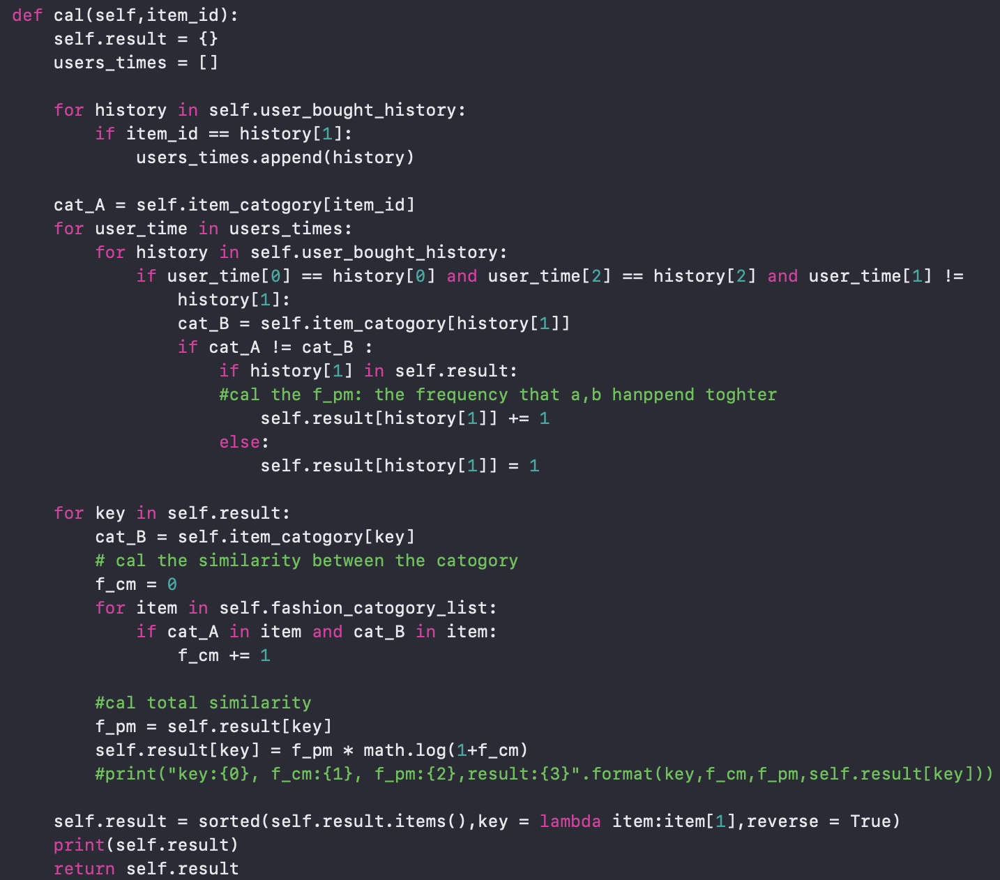 def cal(self,item_id):
    self.result = {}
    users_times = []

    for history in self.user_bought_history:
        if item_id == history[1]:
            users_times.append(history)

    cat_A = self.item_catogory[item_id]
    for user_time in users_times:
        for history in self.user_bought_history:
            if user_time[0] == history[0] and user_time[2] == history[2] and user_time[1] !=
                history[1]:
                cat_B = self.item_catogory[history[1]]
                if cat_A != cat_B :
                    if history[1] in self.result:
                    #cal the f_pm: the frequency that a,b hanppend toghter
                        self.result[history[1]] += 1
                    else:
                        self.result[history[1]] = 1

    for key in self.result:
        cat_B = self.item_catogory[key]
        # cal the similarity between the catogory
        f_cm = 0
        for item in self.fashion_catogory_list:
            if cat_A in item and cat_B in item:
                f_cm += 1

        #cal total similarity
        f_pm = self.result[key]
        self.result[key] = f_pm * math.log(1+f_cm)
        #print("key:{0}, f_cm:{1}, f_pm:{2},result:{3}".format(key,f_cm,f_pm,self.result[key]))

    self.result = sorted(self.result.items(),key = lambda item:item[1],reverse = True)
    print(self.result)
    return self.result